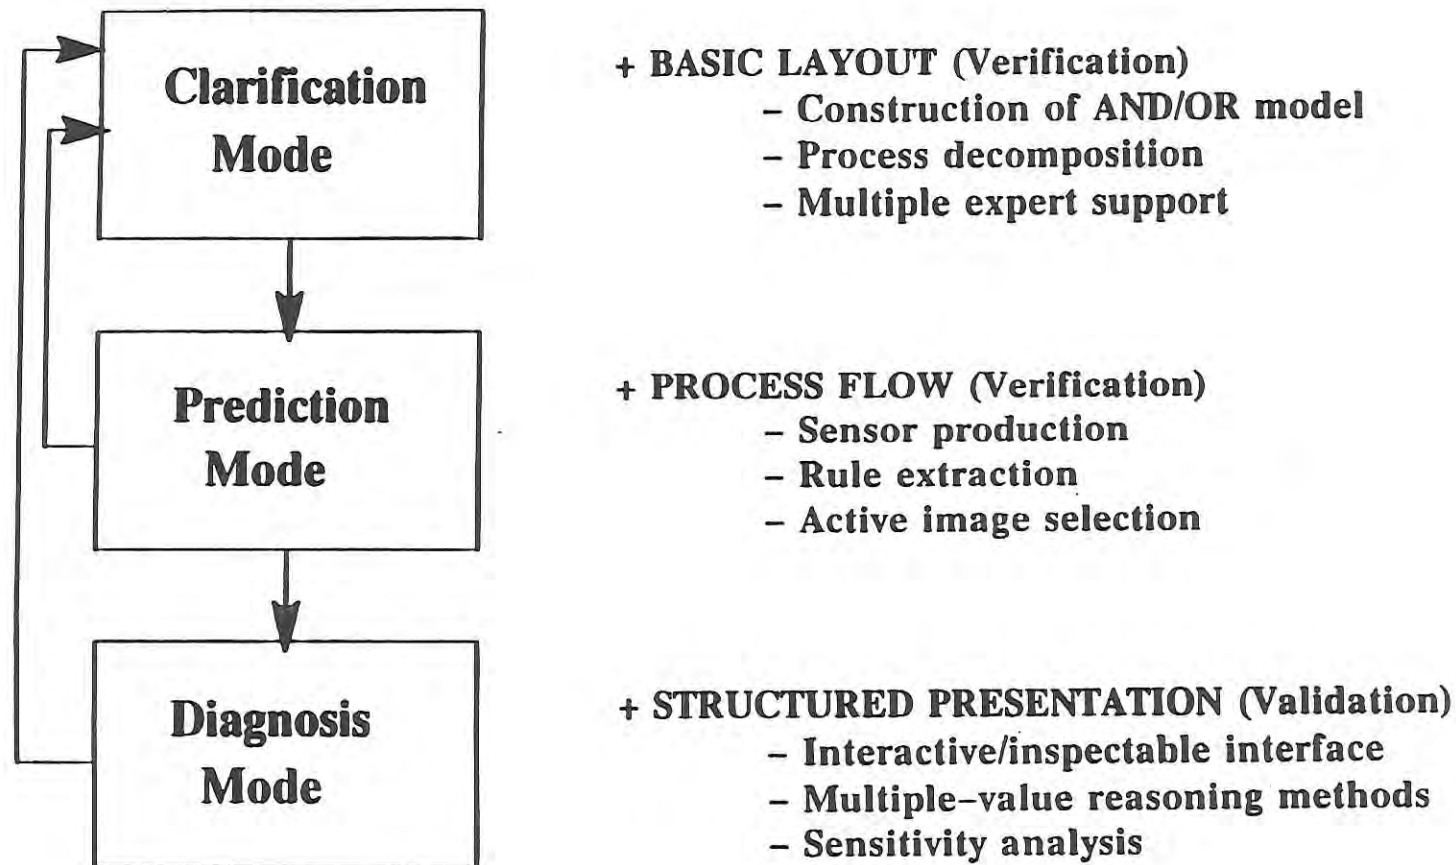 Clarification
Mode
+ BASIC LAYOUT (Verification)
– Construction of AND/OR model
– Process decomposition
– Multiple expert support
Prediction
Mode
+ PROCESS FLOW (Verification)
– Sensor production
– Rule extraction
– Active image selection
Diagnosis
Mode
+ STRUCTURED PRESENTATION (Validation)
– Interactive/inspectable interface
– Multiple–value reasoning methods
– Sensitivity analysis